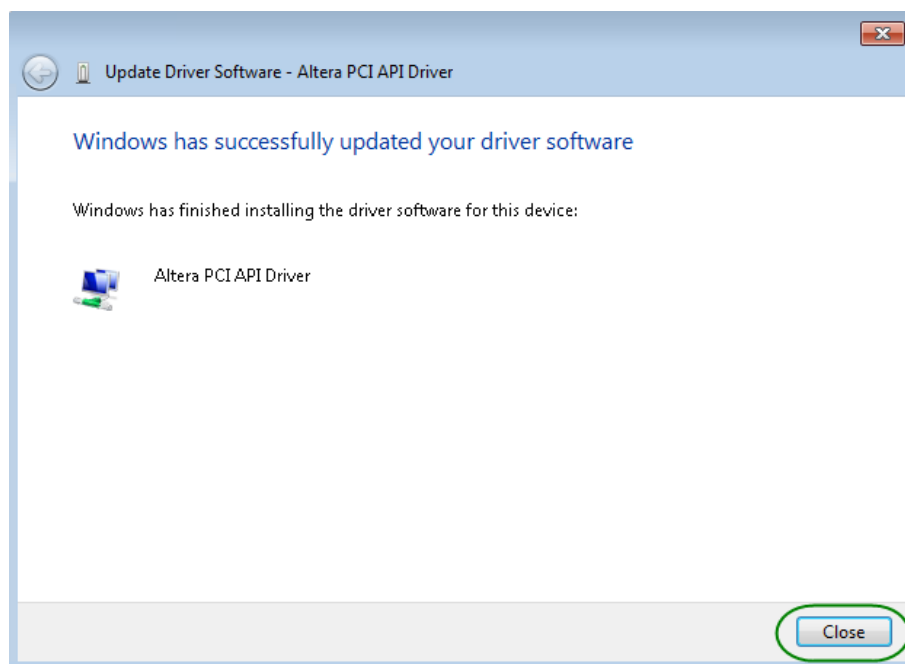 Update Driver Software - Altera PCI API Driver
Windows has successfully updated your driver software
Windows has finished installing the driver software for this device:
Altera PCI API Driver
Close